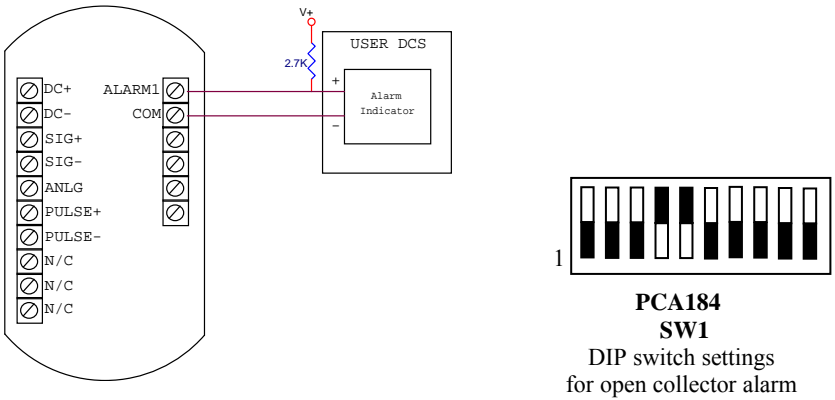 V+
USER DCS
2.7K
+
DC+
ALARM1
Alarm
Indicator
DC-
COM
−
SIG+
SIG-
ANLG
PULSE+
PULSE-
N/C
N/C
N/C
1
PCA184
SW1
DIP switch settings
for open collector alarm